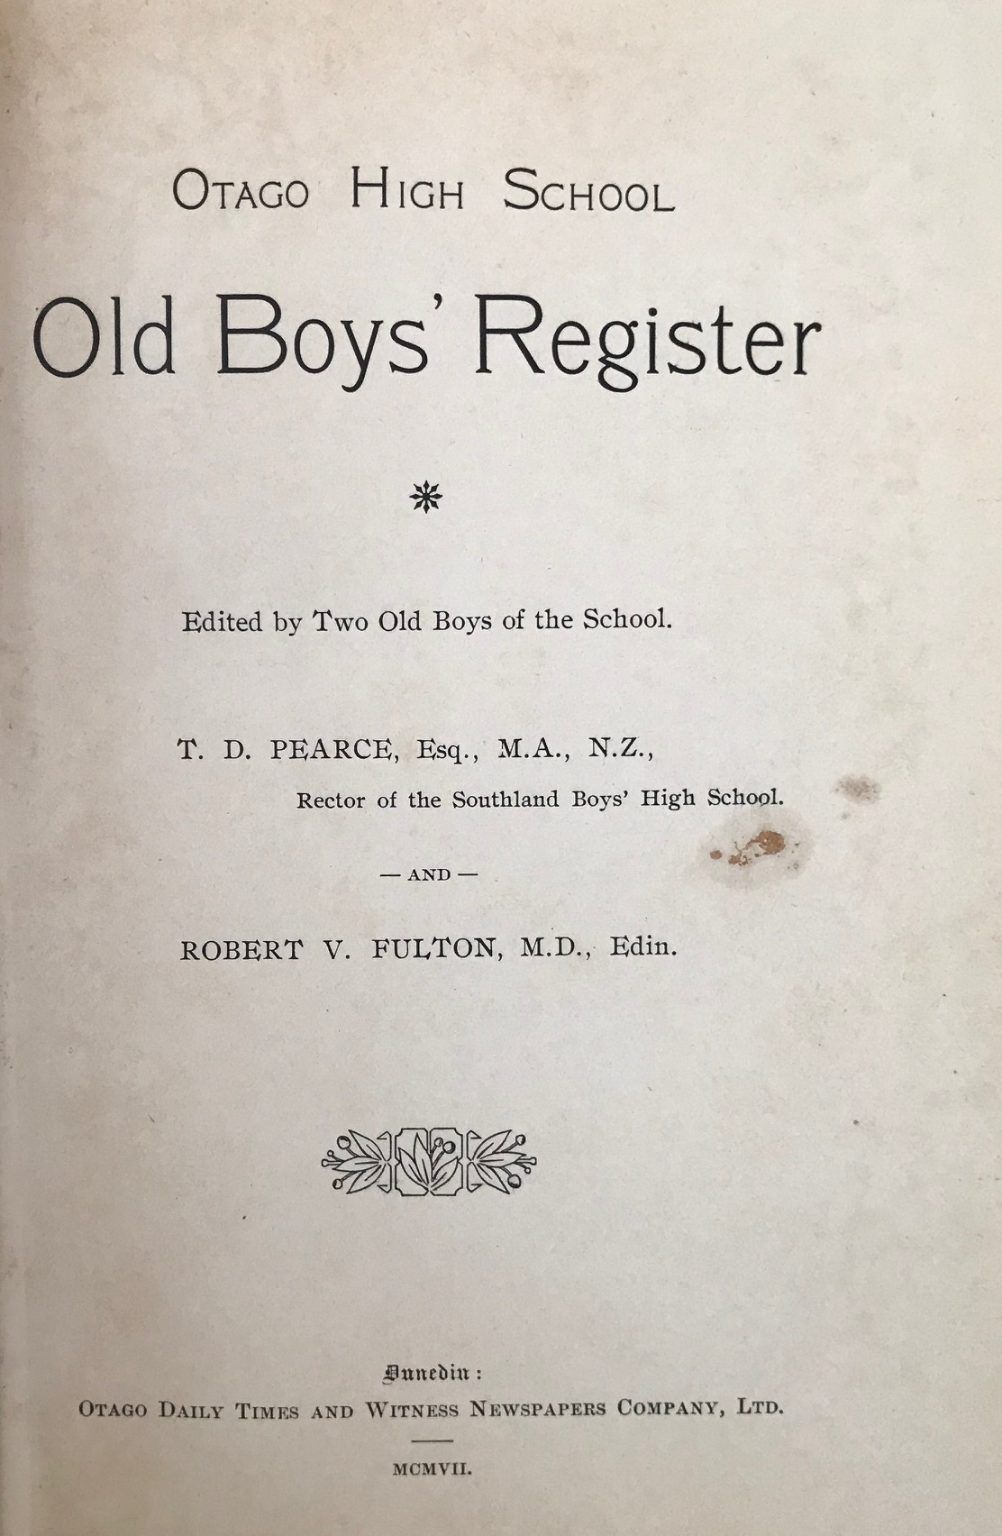 OTAGO HIGH SCHOOL
Old Boys' Register
Edited by Two Old Boys of the School.
T. D. PEARCE, Esq., M.A., N.Z.,
Rector of the Southland Boys' High School.
— AND —
ROBERT V. FULTON, M.D., Edin.
Dunedin:
OTAGO DAILY TIMES AND WITNESS NEWSPAPERS COMPANY, LTD.
MCMVII.